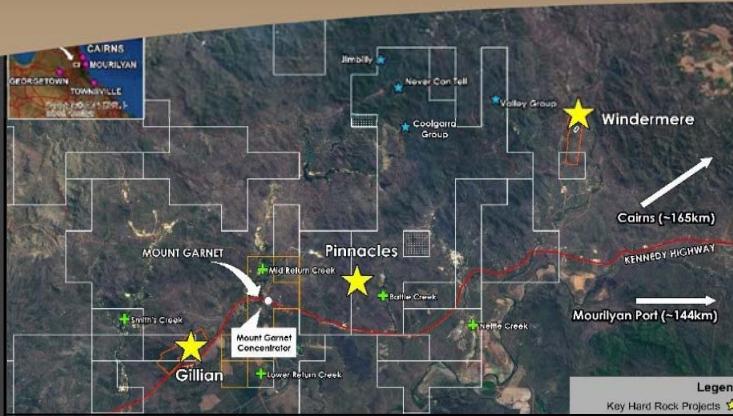 CAIRNS
MOURILYAN
GEORGETOWN
TOWNSVILLE
Jimbilly
Never Can Tell
Valley Group
Coolgarra
Group
Windermere
Cairns (~165km)
KENNEDY HIGHWAY
Mourilyan Port (~144km)
MOUNT GARNET
Mid Return Creek
Pinnacles
Battle Creek
Smith's Creek
Nettle Creek
Mount Garnet
Concentrator
Gillian
Lower Return Creek
Legen
Key Hard Rock Projects